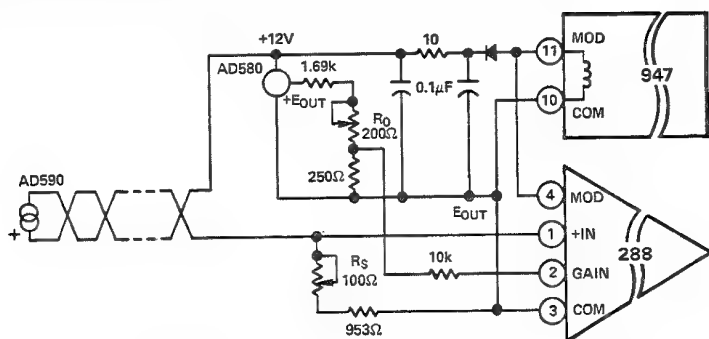 +12V
10
11
MOD
AD580
1.69k
+EOUT
0.1μF
947
10
COM
RO
200Ω
AD590
250Ω
EOUT
4
MOD
+
1
+IN
288
RS
100Ω
10k
2
GAIN
953Ω
3
COM